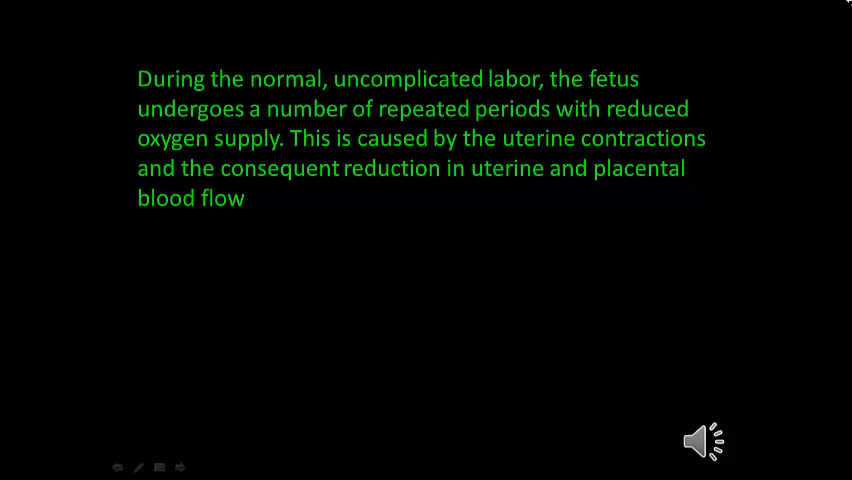 During the normal, uncomplicated labor, the fetus
undergoes a number of repeated periods with reduced
oxygen supply. This is caused by the uterine contractions
and the consequent reduction in uterine and placental
blood flow